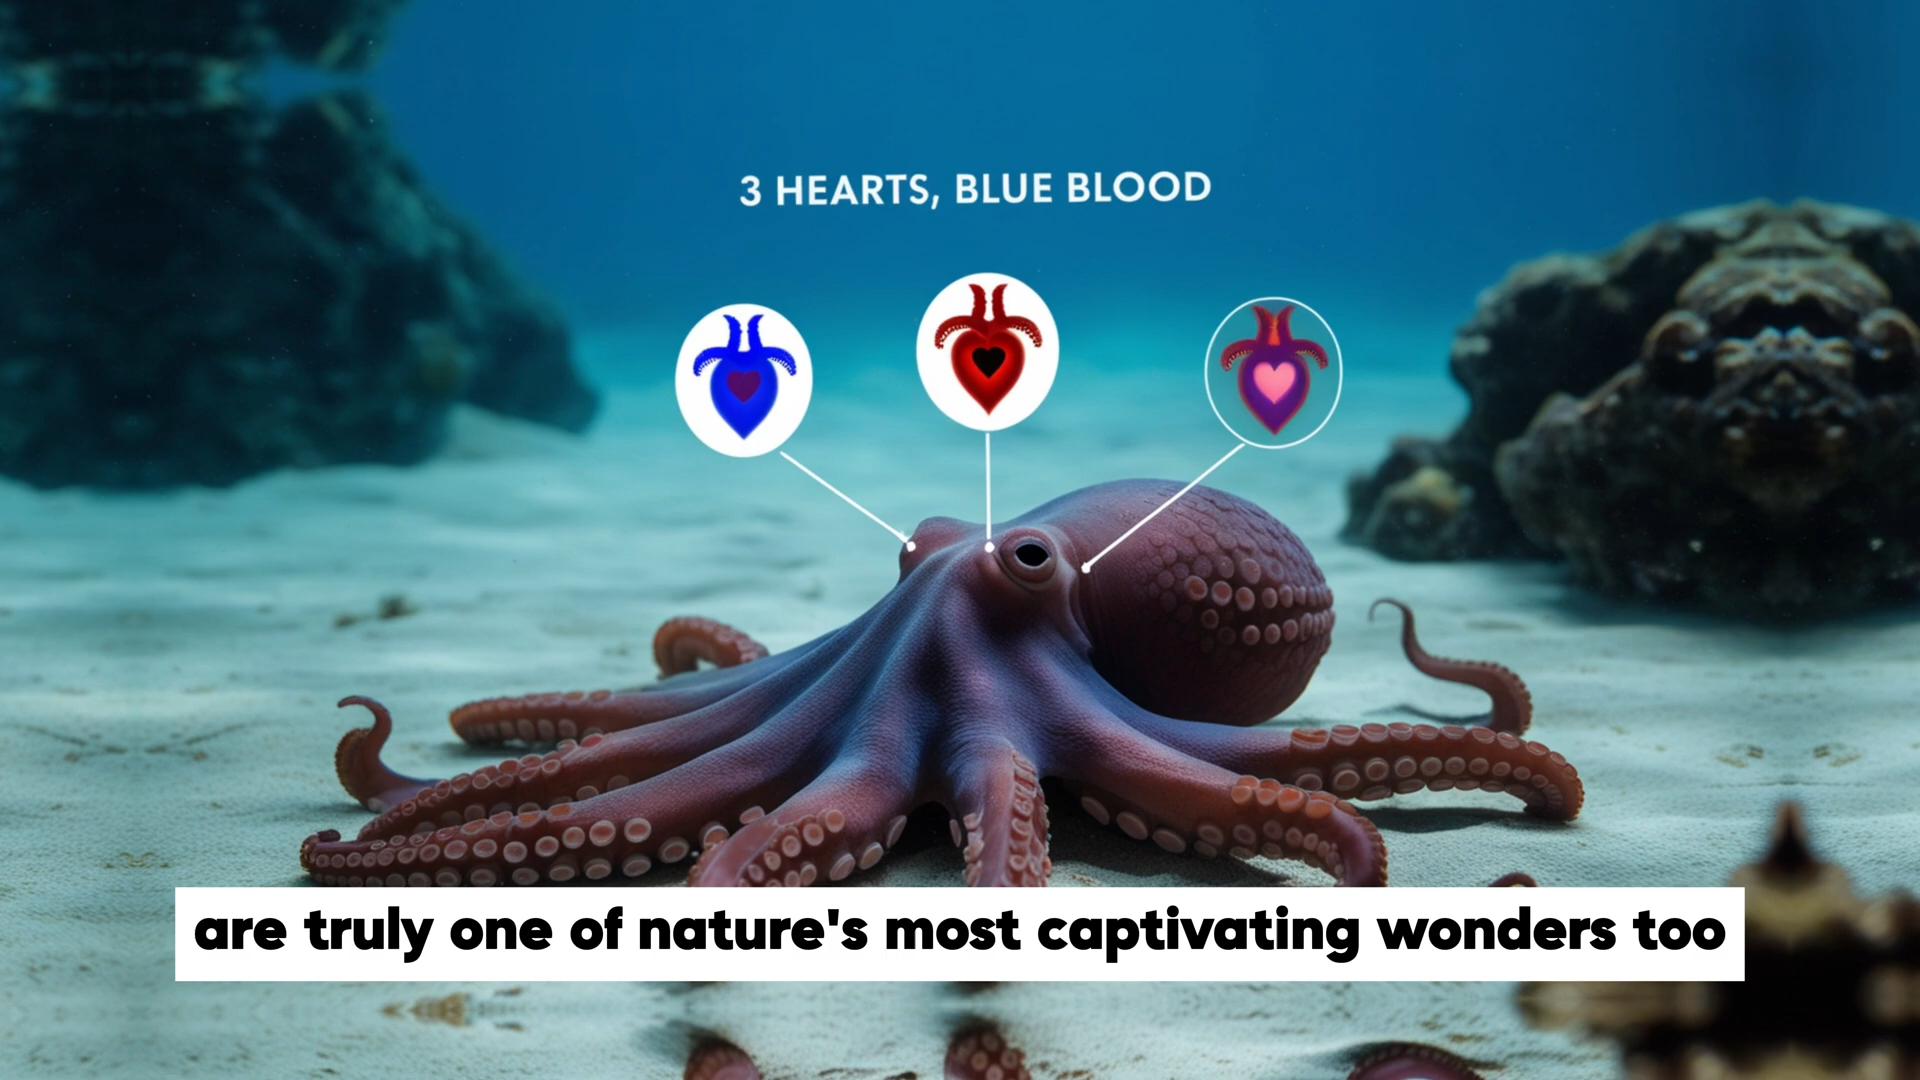 3 HEARTS, BLUE BLOOD
are truly one of nature's most captivating wonders too